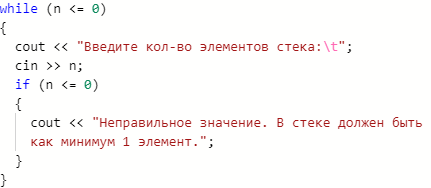 while (n <= 0)
{
cout << "Введите кол-во элементов стека:\t";
cin >> n;
if (n <= 0)
{
cout << "Неправильное значение. В стеке должен быть
как минимум 1 элемент.";
}
}